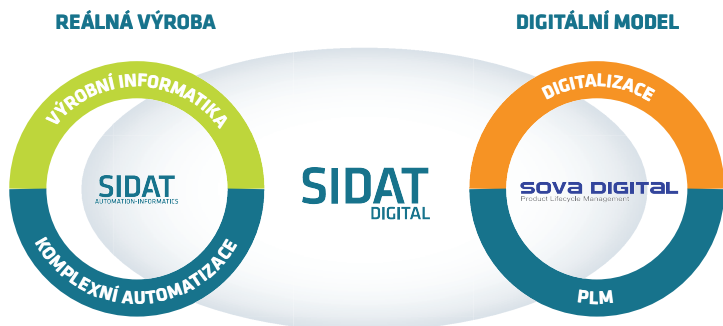 REÁLNÁ VÝROBA
DIGITÁLNÍ MODEL
VÝROBNÍ INFORMATIKA
SIDAT
AUTOMATION-INFORMATICS
KOMPLEXNÍ AUTOMATIZACE
SIDAT
DIGITAL
DIGITALIZACE
SOVA DIGITAL
Product Lifecycle Management
PLM